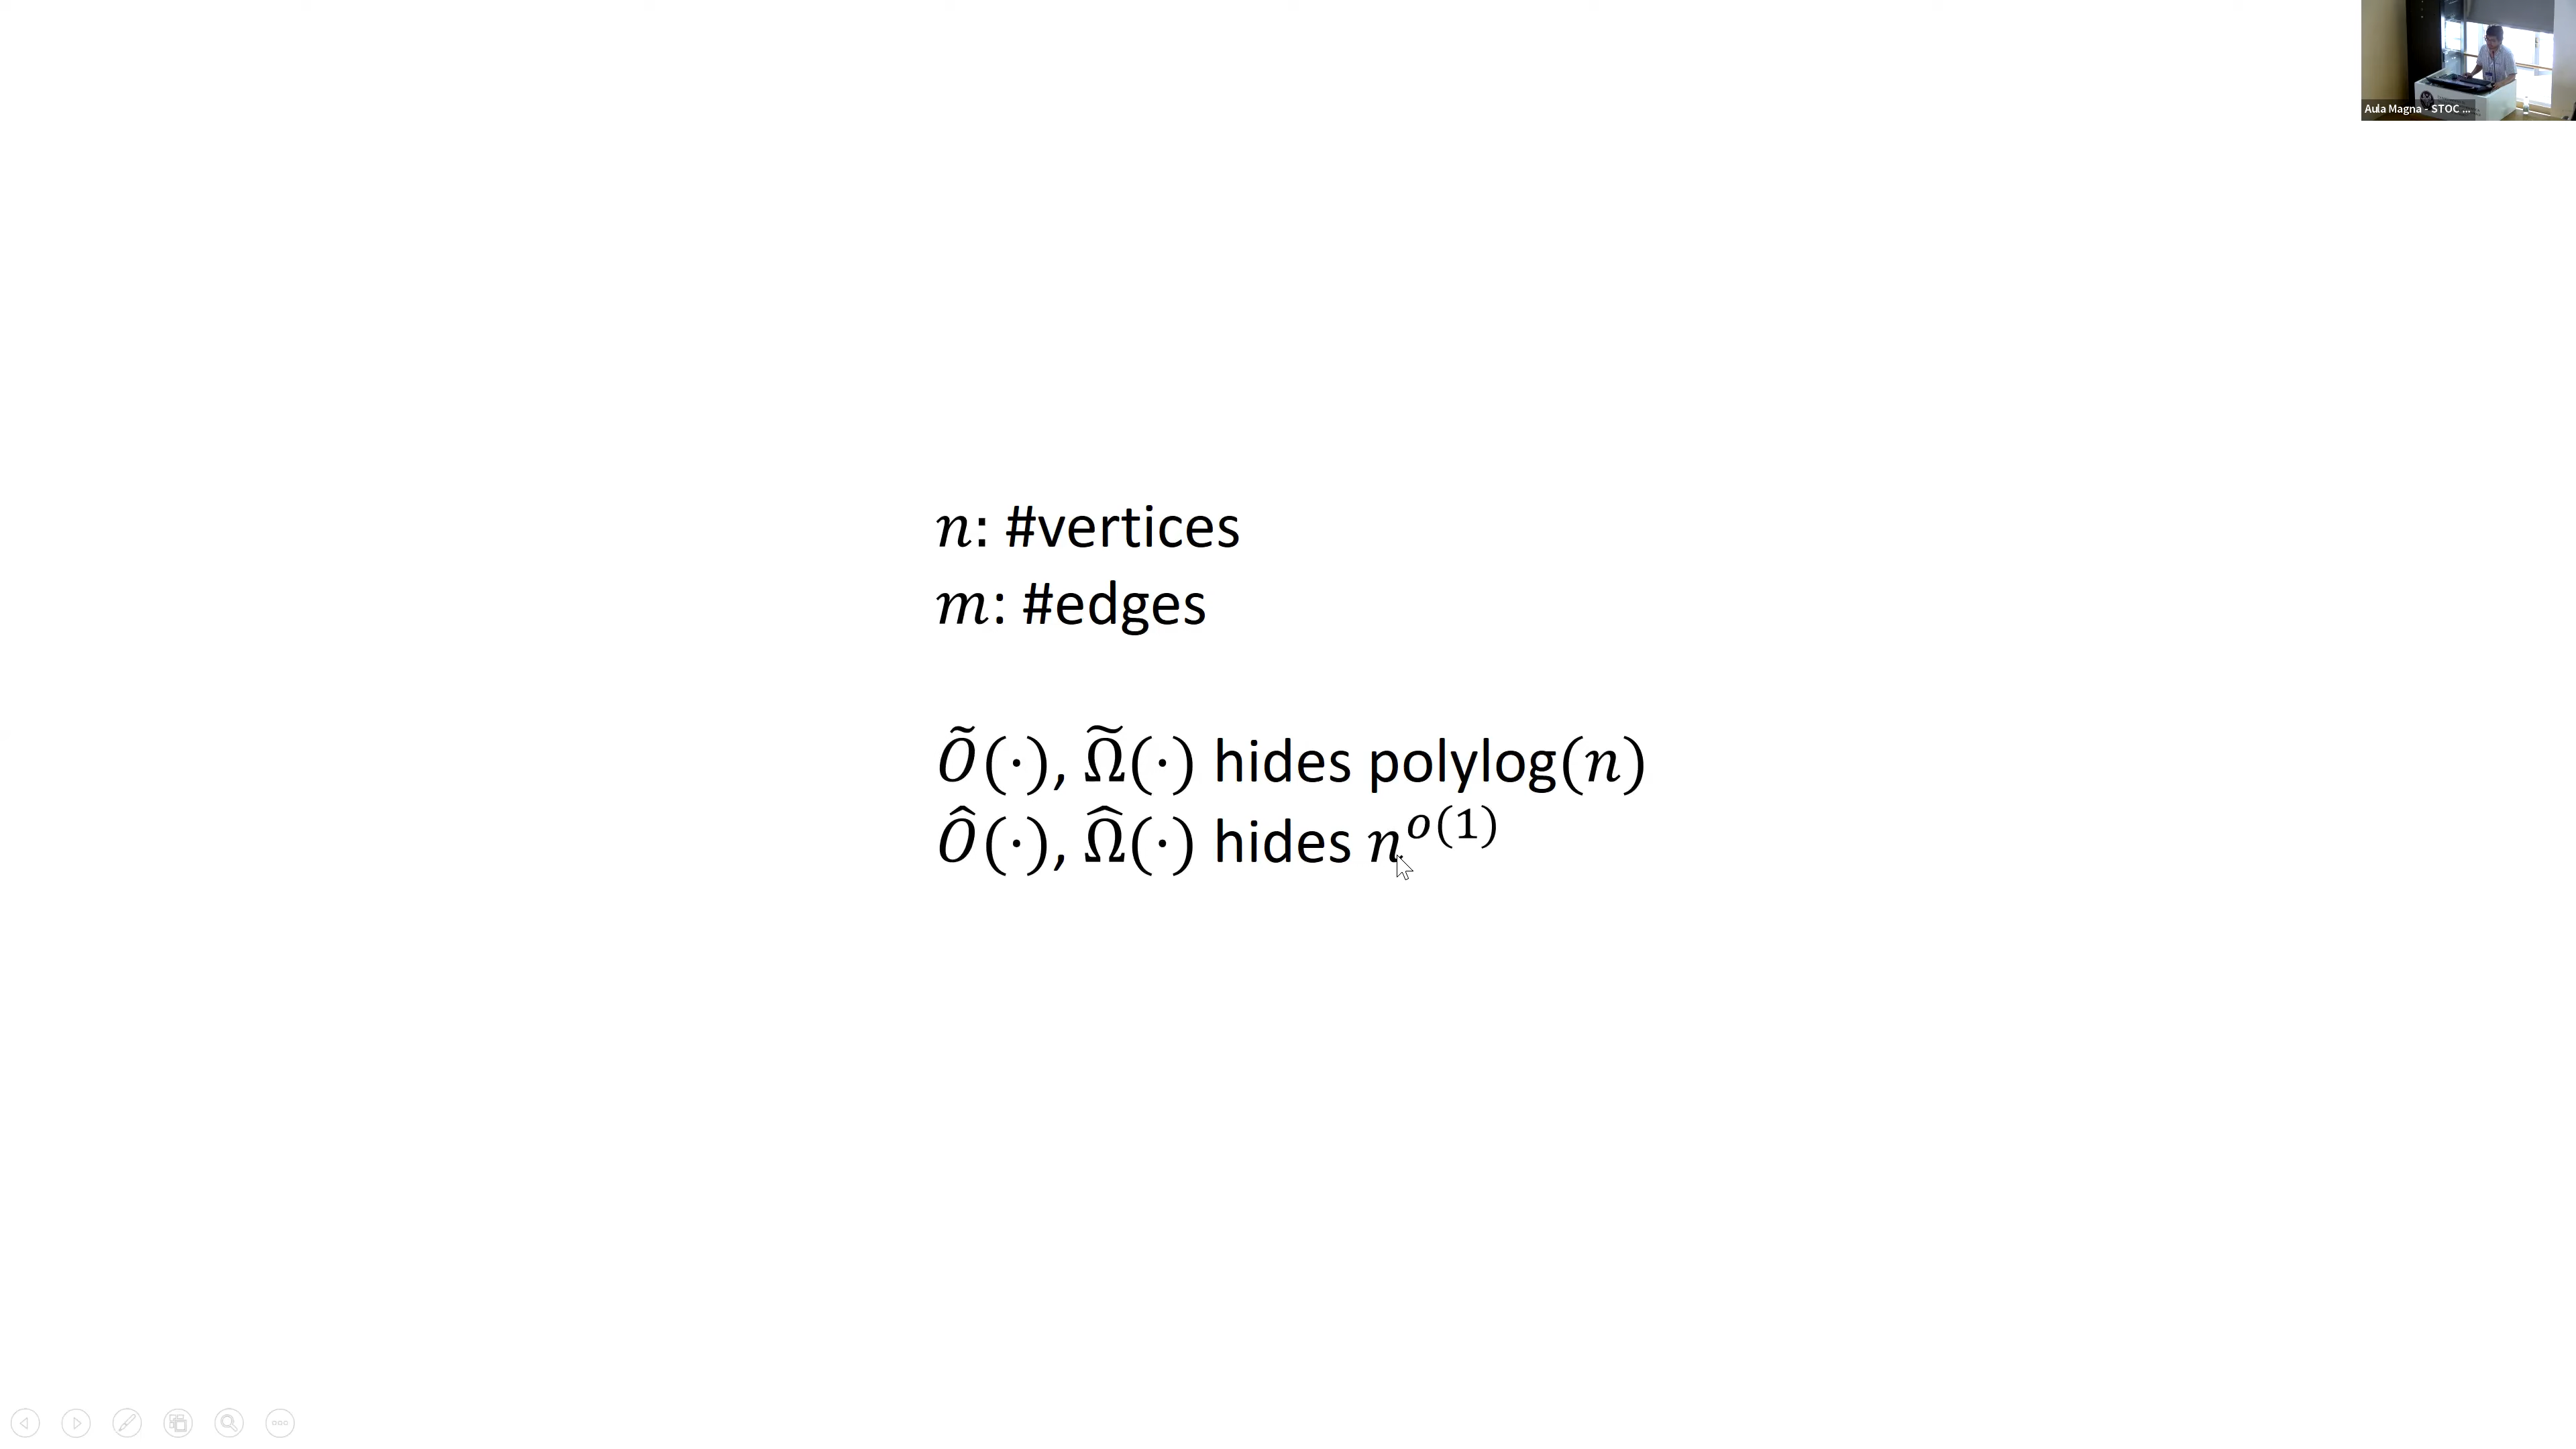 Aula Magna - STOC ...
n: #vertices
m: #edges
Õ(·), Ω̃(·) hides polylog(n)
Ô(·), Ω̂(·) hides n^{o(1)}